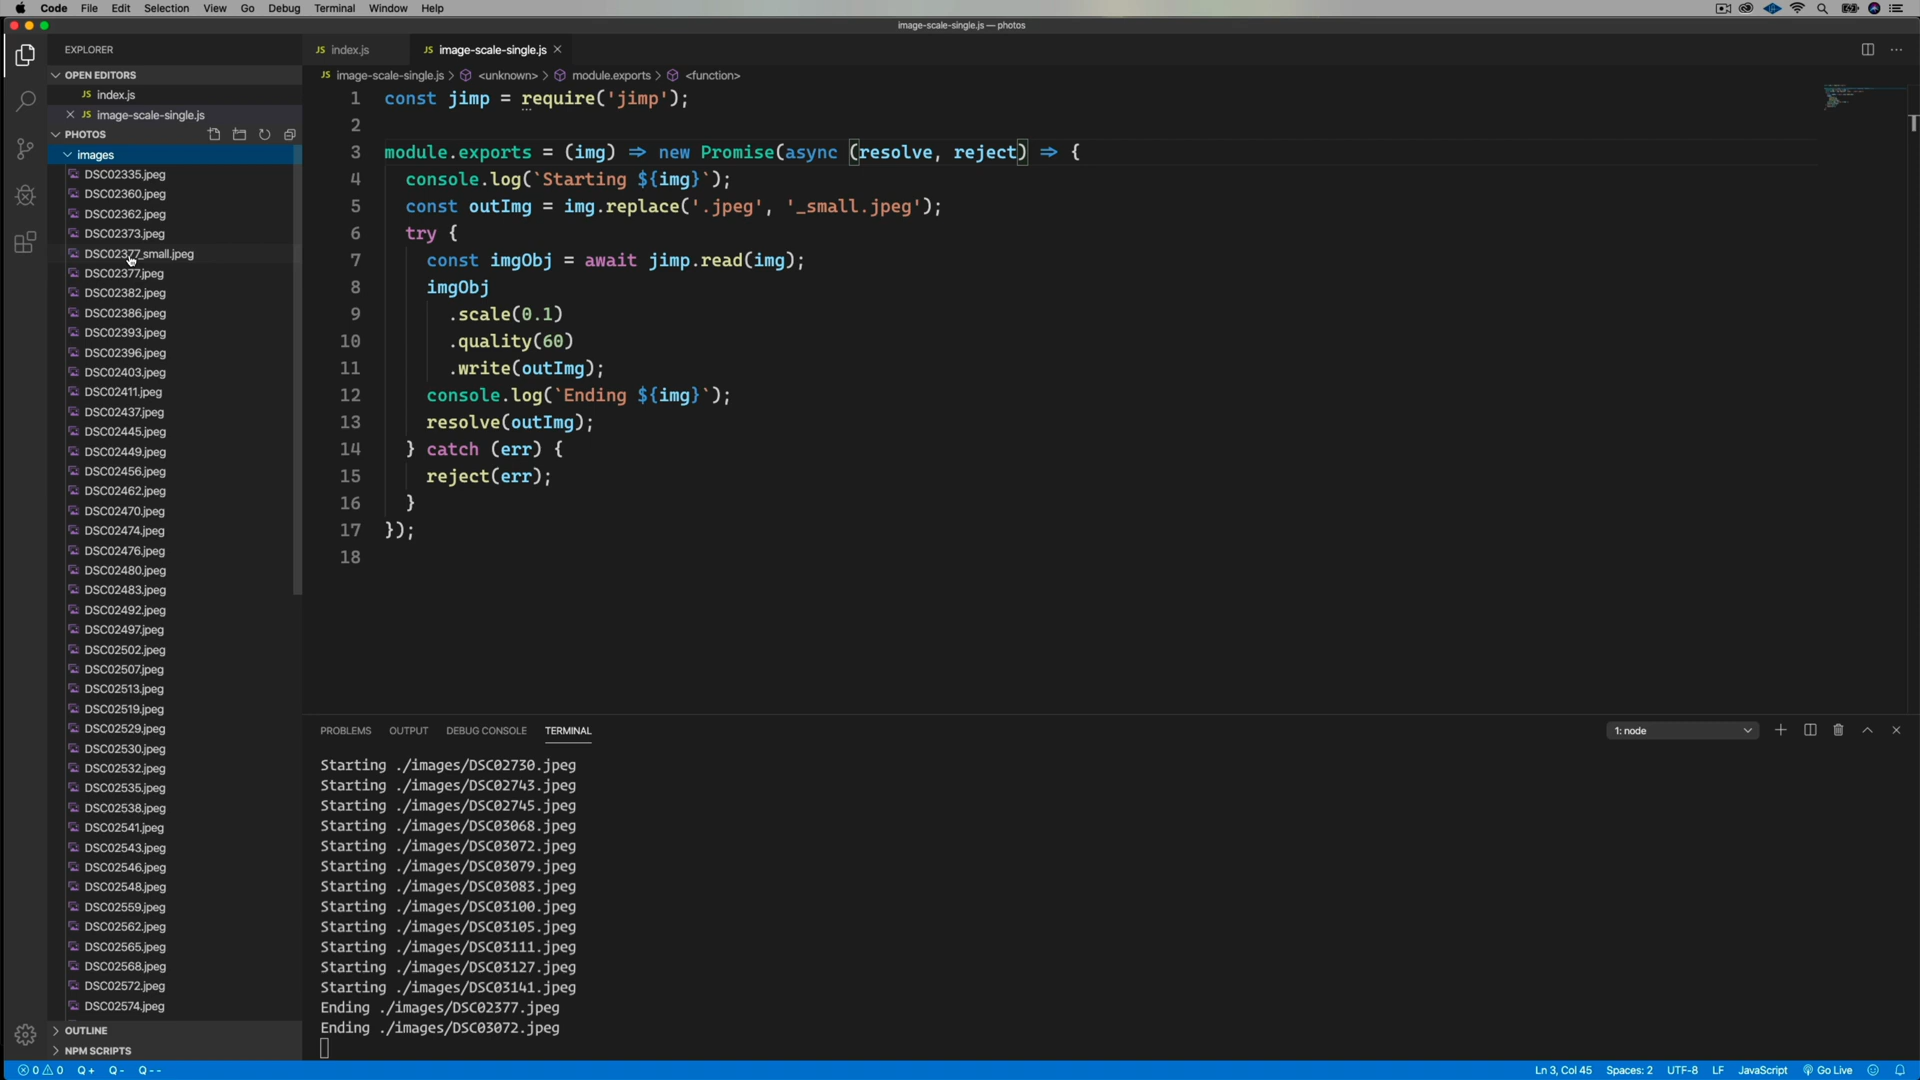 Code File Edit Selection View Go Debug Terminal Window Help
image-scale-single.js — photos
EXPLORER
OPEN EDITORS
JS index.js
JS image-scale-single.js
PHOTOS
images
DSC02335.jpeg
DSC02360.jpeg
DSC02362.jpeg
DSC02373.jpeg
DSC02377_small.jpeg
DSC02377.jpeg
DSC02382.jpeg
DSC02386.jpeg
DSC02393.jpeg
DSC02396.jpeg
DSC02403.jpeg
DSC02411.jpeg
DSC02437.jpeg
DSC02445.jpeg
DSC02449.jpeg
DSC02456.jpeg
DSC02462.jpeg
DSC02470.jpeg
DSC02474.jpeg
DSC02476.jpeg
DSC02480.jpeg
DSC02483.jpeg
DSC02492.jpeg
DSC02497.jpeg
DSC02502.jpeg
DSC02507.jpeg
DSC02513.jpeg
DSC02519.jpeg
DSC02529.jpeg
DSC02530.jpeg
DSC02532.jpeg
DSC02535.jpeg
DSC02538.jpeg
DSC02541.jpeg
DSC02543.jpeg
DSC02546.jpeg
DSC02548.jpeg
DSC02559.jpeg
DSC02562.jpeg
DSC02565.jpeg
DSC02568.jpeg
DSC02572.jpeg
DSC02574.jpeg
OUTLINE
NPM SCRIPTS
JS index.js JS image-scale-single.js
JS image-scale-single.js > <unknown> > module.exports > <function>
1 const jimp = require('jimp');
2
3 module.exports = (img) => new Promise(async (resolve, reject) => {
4 console.log(`Starting ${img}`);
5 const outImg = img.replace('.jpeg', '_small.jpeg');
6 try {
7 const imgObj = await jimp.read(img);
8 imgObj
9 .scale(0.1)
10 .quality(60)
11 .write(outImg);
12 console.log(`Ending ${img}`);
13 resolve(outImg);
14 } catch (err) {
15 reject(err);
16 }
17 });
18
PROBLEMS OUTPUT DEBUG CONSOLE TERMINAL 1: node
Starting ./images/DSC02730.jpeg
Starting ./images/DSC02743.jpeg
Starting ./images/DSC02745.jpeg
Starting ./images/DSC03068.jpeg
Starting ./images/DSC03072.jpeg
Starting ./images/DSC03079.jpeg
Starting ./images/DSC03083.jpeg
Starting ./images/DSC03100.jpeg
Starting ./images/DSC03105.jpeg
Starting ./images/DSC03111.jpeg
Starting ./images/DSC03127.jpeg
Starting ./images/DSC03141.jpeg
Ending ./images/DSC02377.jpeg
Ending ./images/DSC03072.jpeg
0 0 Q+ Q- Q-- Ln 3, Col 45 Spaces: 2 UTF-8 LF JavaScript Go Live